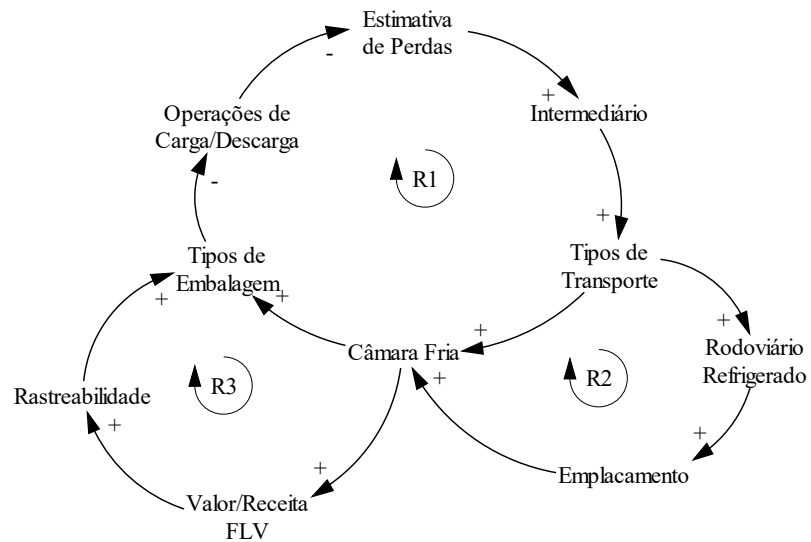 Estimativa
de Perdas
-
+
Operações de
Carga/Descarga
Intermediário
-
R1
+
Tipos de
Embalagem
Tipos de
Transporte
+
+
+
+
Câmara Fria
Rodoviário
Refrigerado
+
R3
R2
Rastreabilidade
+
+
+
Emplacamento
Valor/Receita
FLV